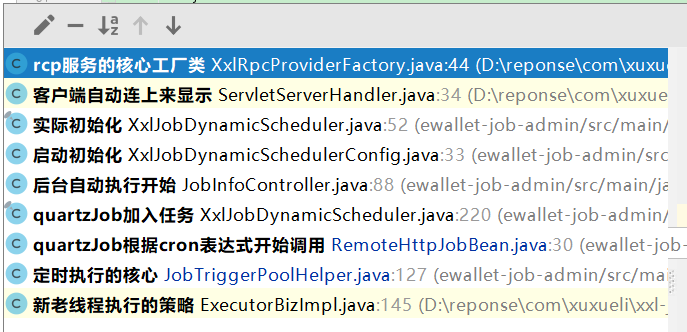 rcp服务的核心工厂类 XxlRpcProviderFactory.java:44 (D:\reponse\com\xuxuel
客户端自动连上来显示 ServletServerHandler.java:34 (D:\reponse\com\xuxueli
实际初始化 XxlJobDynamicScheduler.java:52 (ewallet-job-admin/src/main/
启动初始化 XxlJobDynamicSchedulerConfig.java:33 (ewallet-job-admin/src/
后台自动执行开始 JobInfoController.java:88 (ewallet-job-admin/src/main/ja
quartzJob加入任务 XxlJobDynamicScheduler.java:220 (ewallet-job-admin/
quartzJob根据cron表达式开始调用 RemoteHttpJobBean.java:30 (ewallet-job-
定时执行的核心 JobTriggerPoolHelper.java:127 (ewallet-job-admin/src/mai
新老线程执行的策略 ExecutorBizImpl.java:145 (D:\reponse\com\xuxueli\xxl-